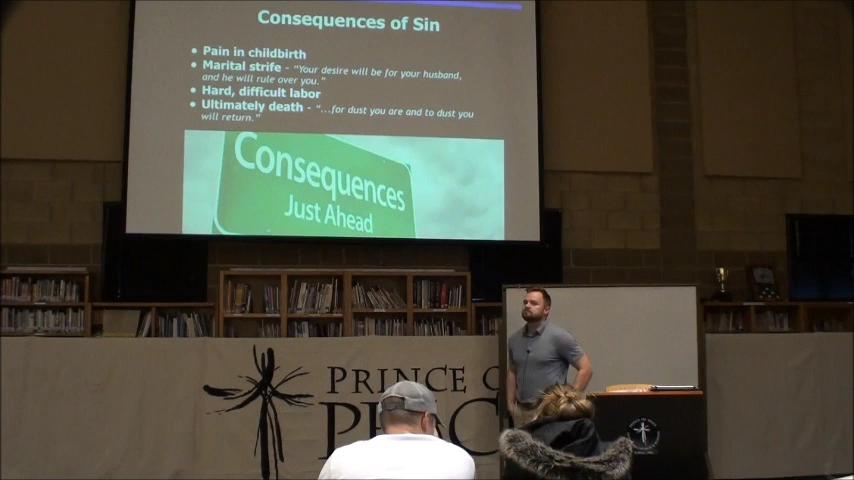 Consequences of Sin
• Pain in childbirth
• Marital strife - "Your desire will be for your husband,
and he will rule over you."
• Hard, difficult labor
• Ultimately death - "...for dust you are and to dust you
will return."
Consequences
Just Ahead
PRINCE